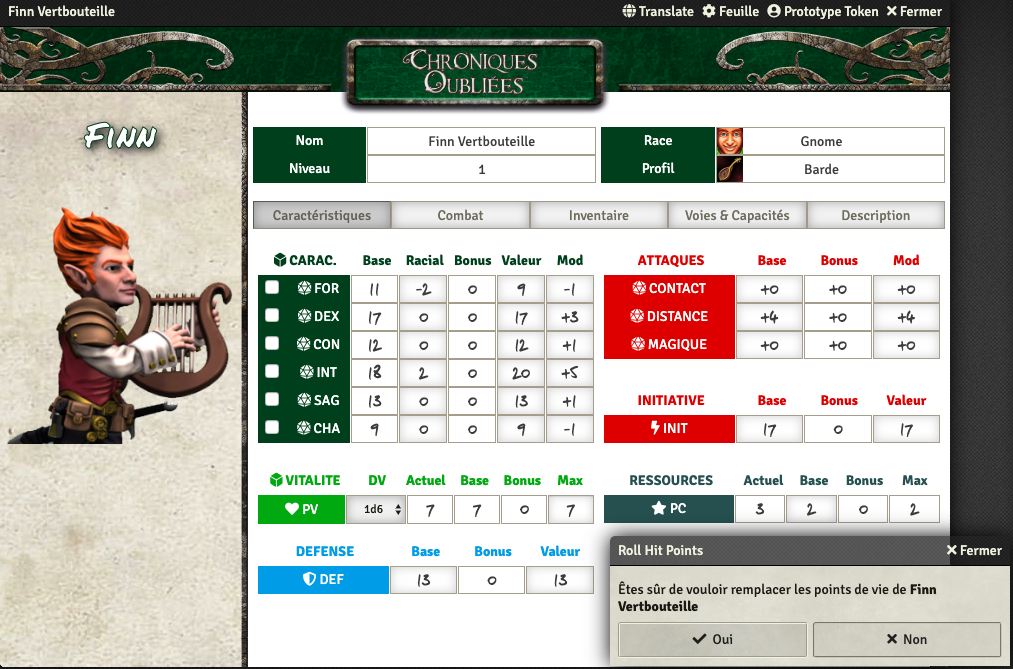 Finn Vertbouteille
Translate Feuille Prototype Token Fermer
CHRONIQUES
OUBLIÉES
FINN
Nom Finn Vertbouteille Race Gnome
Niveau 1 Profil Barde
Caractéristiques Combat Inventaire Voies & Capacités Description
CARAC. Base Racial Bonus Valeur Mod
FOR 11 -2 0 9 -1
DEX 17 0 0 17 +3
CON 12 0 0 12 +1
INT 18 2 0 20 +5
SAG 13 0 0 13 +1
CHA 9 0 0 9 -1
ATTAQUES Base Bonus Mod
CONTACT +0 +0 +0
DISTANCE +4 +0 +4
MAGIQUE +0 +0 +0
INITIATIVE Base Bonus Valeur
INIT 17 0 17
VITALITE DV Actuel Base Bonus Max
PV 1d6 7 7 0 7
RESSOURCES Actuel Base Bonus Max
PC 3 2 0 2
DEFENSE Base Bonus Valeur
DEF 13 0 13
Roll Hit Points Fermer
Êtes sûr de vouloir remplacer les points de vie de Finn
Vertbouteille
Oui Non